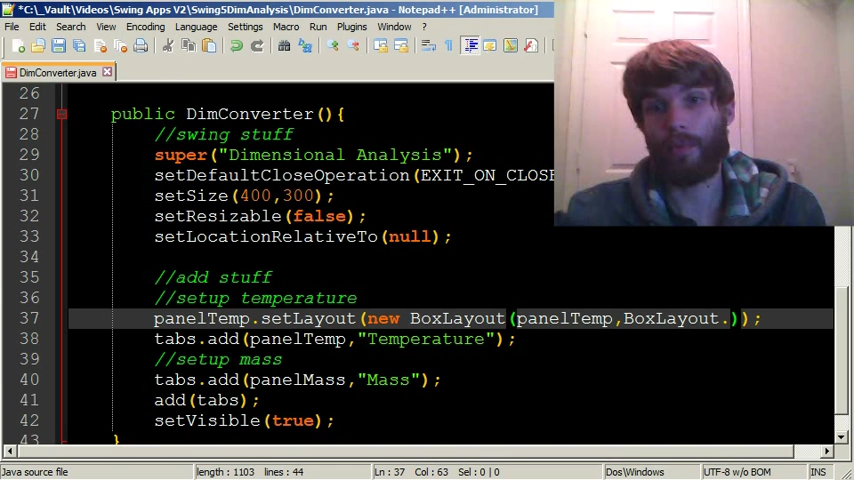 *C:\_Vault\Videos\Swing Apps V2\Swing5DimAnalysis\DimConverter.java - Notepad++ [Administrator]
File Edit Search View Encoding Language Settings Macro Run Plugins Window ?
DimConverter.java
26
27 public DimConverter(){
28 //swing stuff
29 super("Dimensional Analysis");
30 setDefaultCloseOperation(EXIT_ON_CLOSE
31 setSize(400,300);
32 setResizable(false);
33 setLocationRelativeTo(null);
34
35 //add stuff
36 //setup temperature
37 panelTemp.setLayout(new BoxLayout(panelTemp,BoxLayout.));
38 tabs.add(panelTemp,"Temperature");
39 //setup mass
40 tabs.add(panelMass,"Mass");
41 add(tabs);
42 setVisible(true);
43 }
Java source file length : 1103 lines : 44 Ln : 37 Col : 63 Sel : 0 | 0 Dos\Windows UTF-8 w/o BOM INS